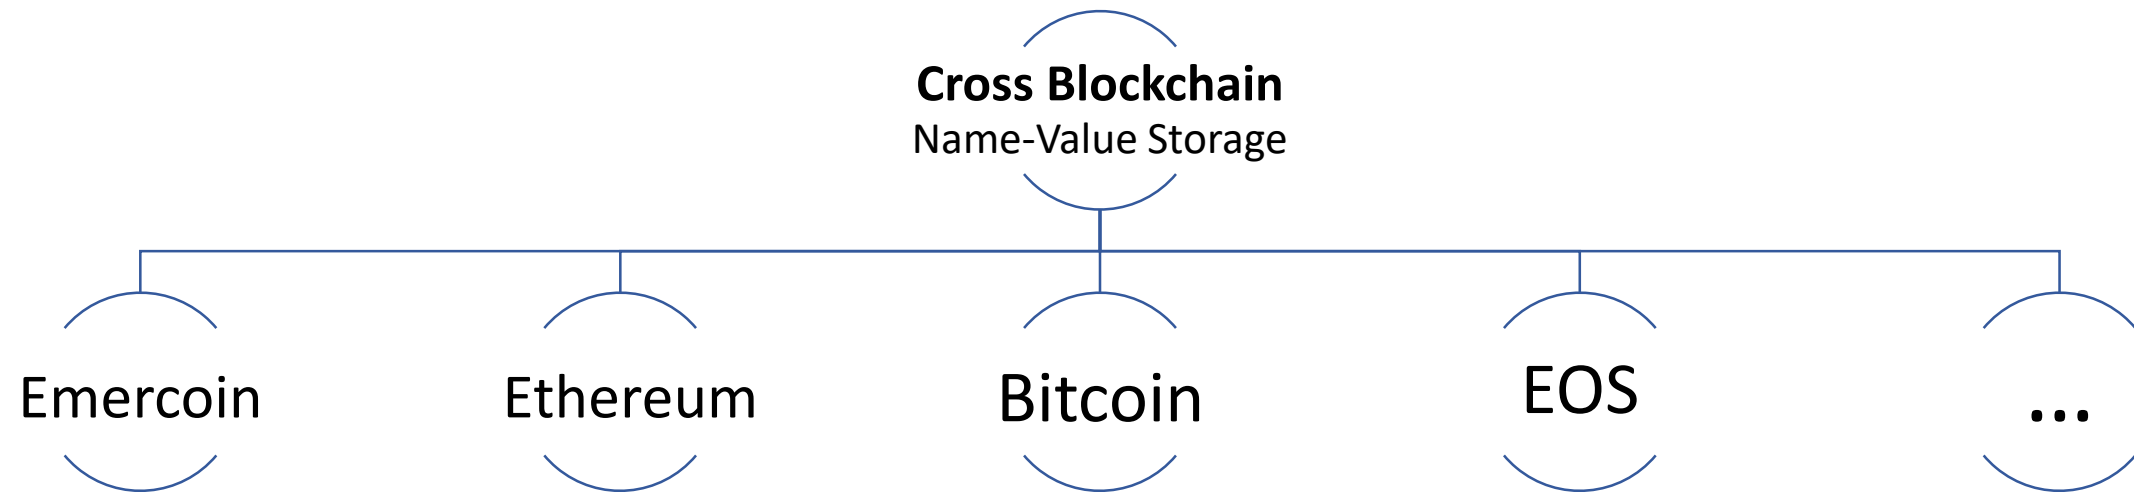 Cross Blockchain
Name-Value Storage
Emercoin
Ethereum
Bitcoin
EOS
...